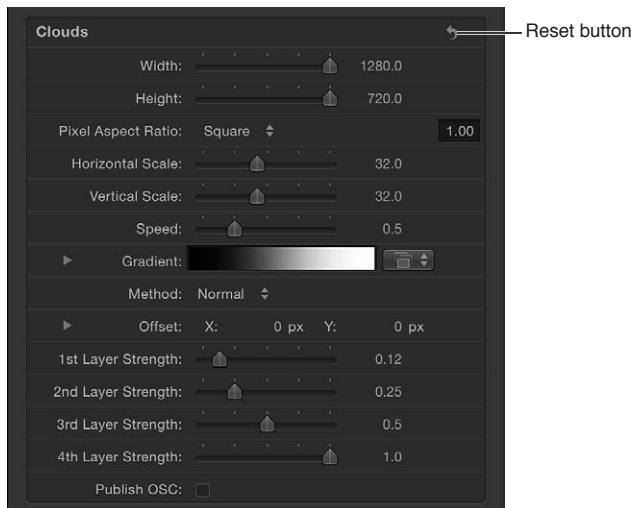 Clouds
Reset button
Width: 1280.0
Height: 720.0
Pixel Aspect Ratio: Square 1.00
Horizontal Scale: 32.0
Vertical Scale: 32.0
Speed: 0.5
Gradient:
Method: Normal
Offset: X: 0 px Y: 0 px
1st Layer Strength: 0.12
2nd Layer Strength: 0.25
3rd Layer Strength: 0.5
4th Layer Strength: 1.0
Publish OSC: